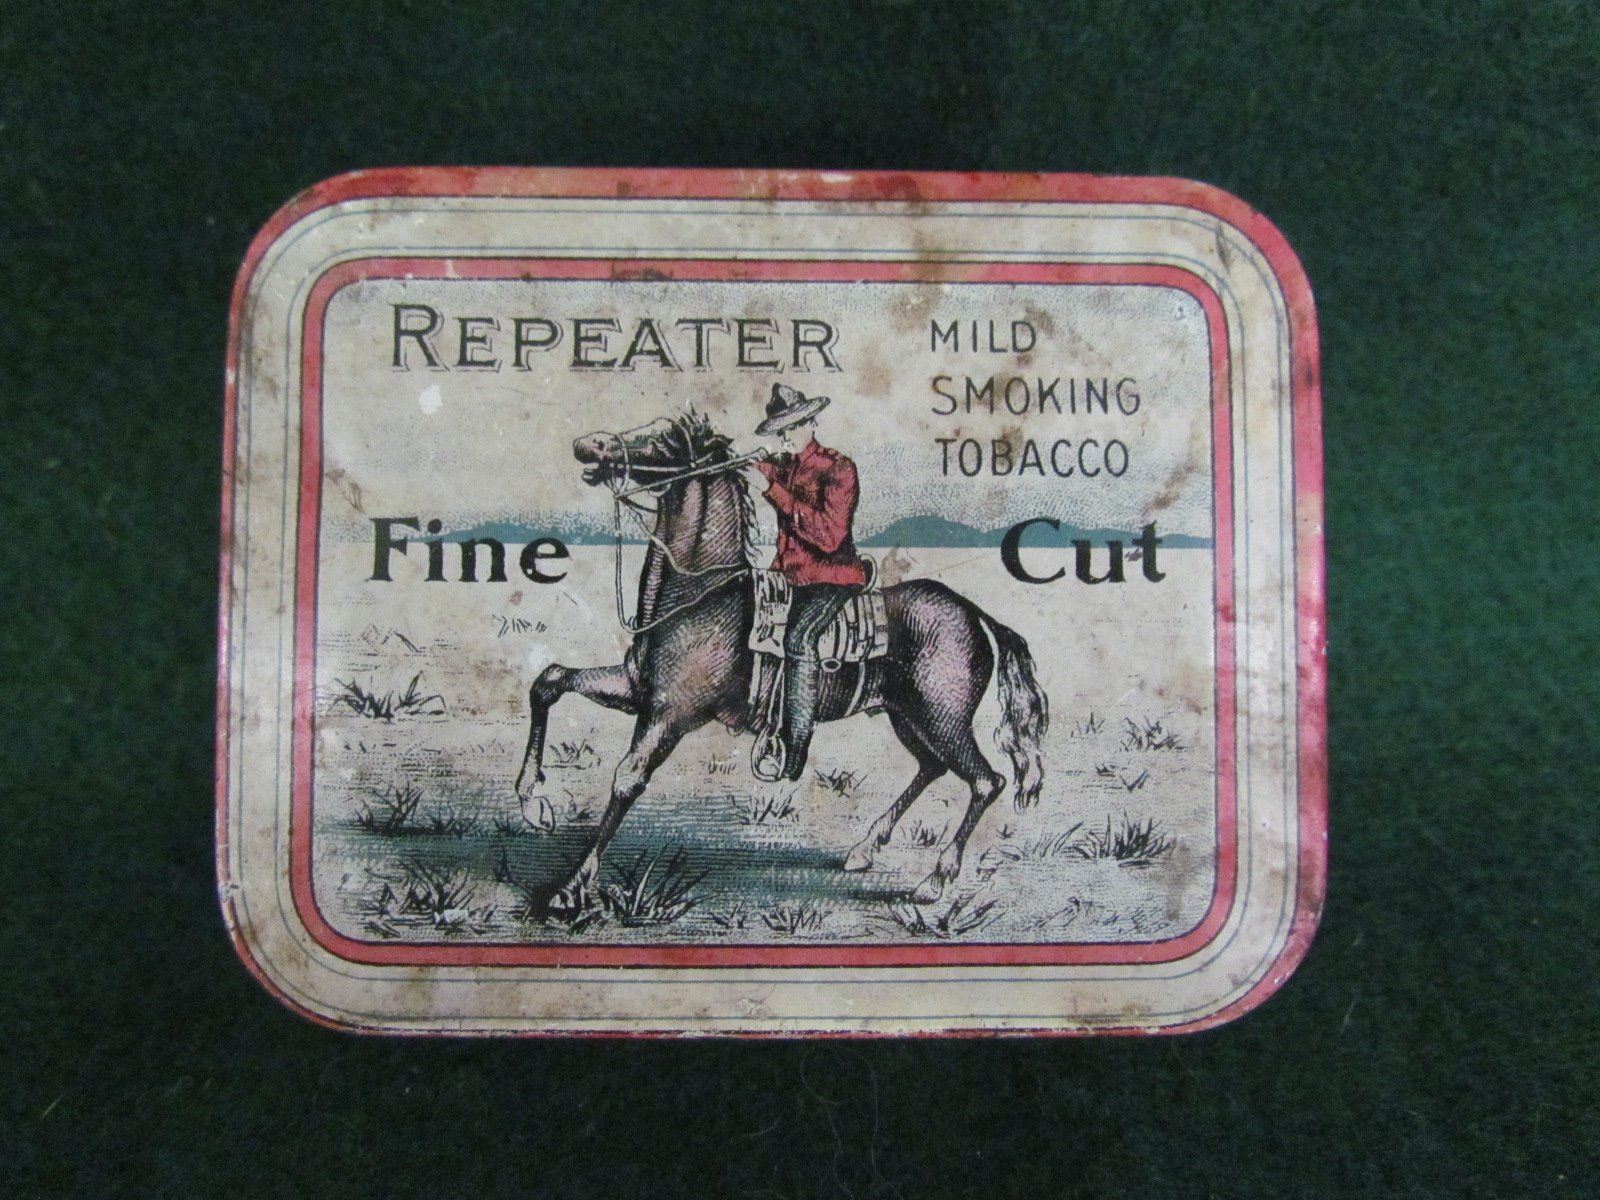 REPEATER
MILD
SMOKING
TOBACCO
Fine Cut